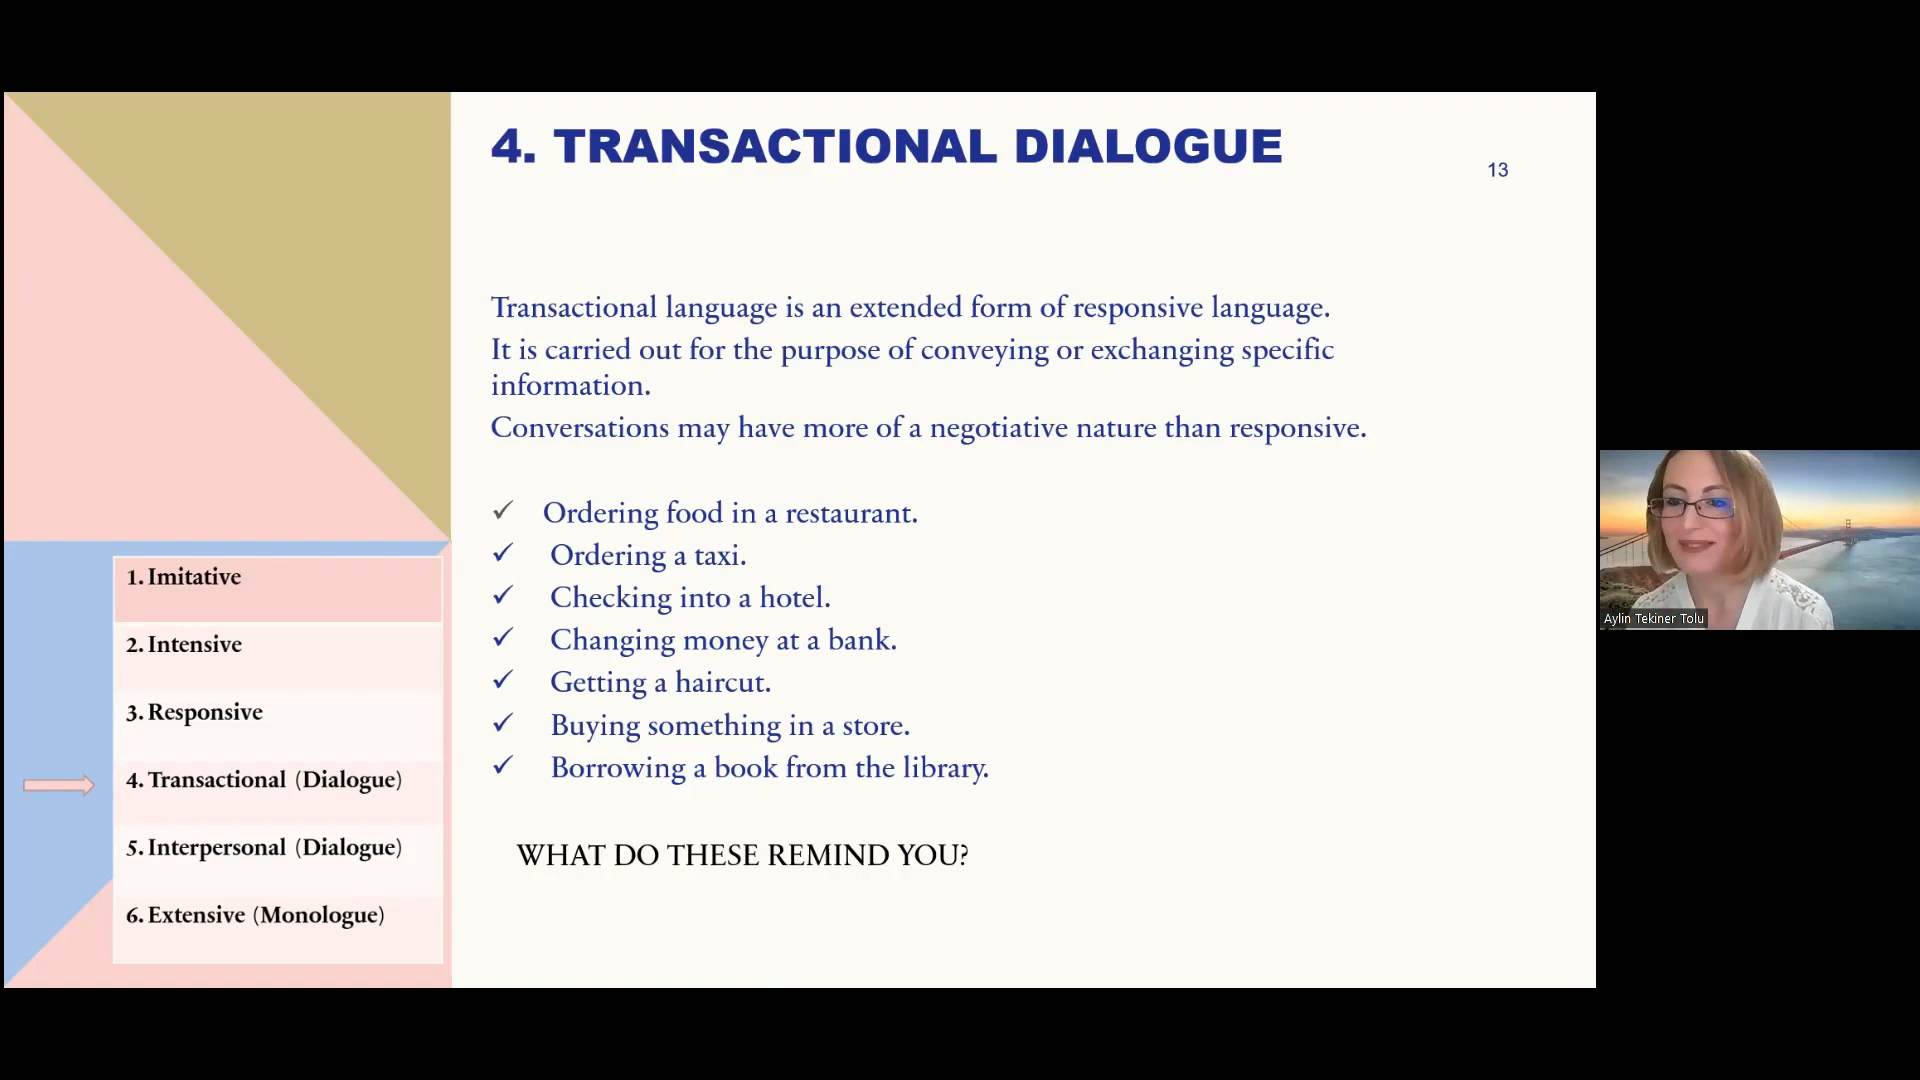 4. TRANSACTIONAL DIALOGUE
13
Transactional language is an extended form of responsive language.
It is carried out for the purpose of conveying or exchanging specific
information.
Conversations may have more of a negotiative nature than responsive.
✓ Ordering food in a restaurant.
✓ Ordering a taxi.
✓ Checking into a hotel.
✓ Changing money at a bank.
✓ Getting a haircut.
✓ Buying something in a store.
✓ Borrowing a book from the library.
WHAT DO THESE REMIND YOU?
1. Imitative
2. Intensive
3. Responsive
4. Transactional (Dialogue)
5. Interpersonal (Dialogue)
6. Extensive (Monologue)
Aylin Tekiner Tolu